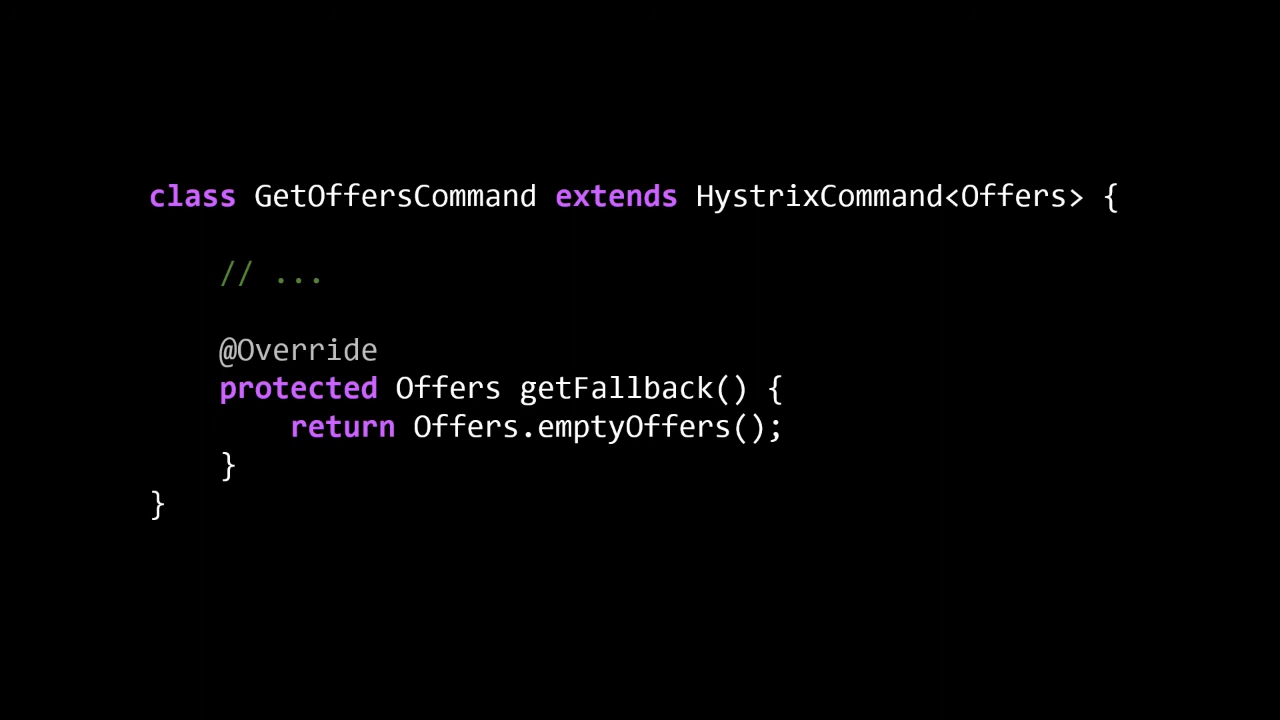 class GetOffersCommand extends HystrixCommand<Offers> {
// ...
@Override
protected Offers getFallback() {
return Offers.emptyOffers();
}
}